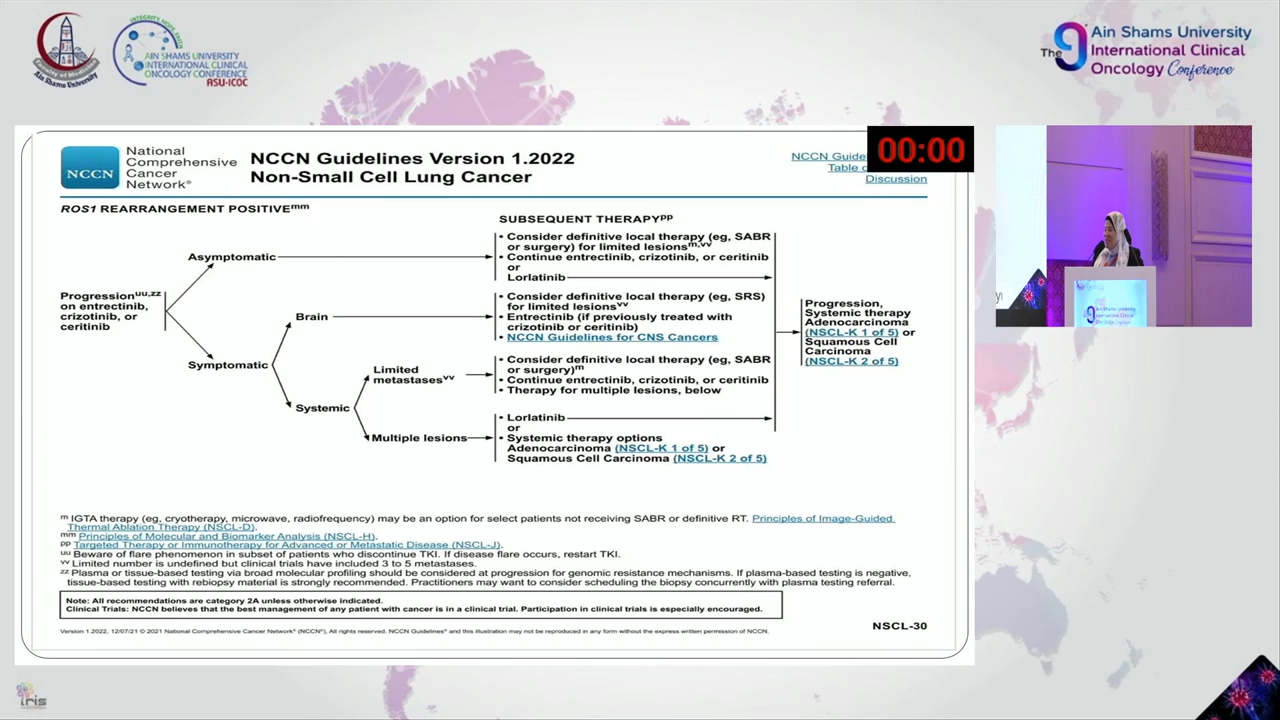 Faculty of Medicine
Ain Shams University
INTEGRITY, HOPE, FAITH
AIN SHAMS UNIVERSITY
INTERNATIONAL CLINICAL
ONCOLOGY CONFERENCE
ASU-ICOC
The 9th Ain Shams University
International Clinical
Oncology Conference
National
Comprehensive
Cancer
Network®
NCCN
NCCN Guidelines Version 1.2022
Non-Small Cell Lung Cancer
NCCN Guide
Table o
Discussion
00:00
ROS1 REARRANGEMENT POSITIVEmm
SUBSEQUENT THERAPYpp
Progressionuu,zz
on entrectinib,
crizotinib, or
ceritinib
Asymptomatic
• Consider definitive local therapy (eg, SABR
or surgery) for limited lesionsm,vv
• Continue entrectinib, crizotinib, or ceritinib
or
Lorlatinib
Symptomatic
Brain
• Consider definitive local therapy (eg, SRS)
for limited lesionsvv
• Entrectinib (if previously treated with
crizotinib or ceritinib)
• NCCN Guidelines for CNS Cancers
Systemic
Limited
metastasesvv
• Consider definitive local therapy (eg, SABR
or surgery)m
• Continue entrectinib, crizotinib, or ceritinib
• Therapy for multiple lesions, below
Multiple lesions
• Lorlatinib
or
• Systemic therapy options
Adenocarcinoma (NSCL-K 1 of 5) or
Squamous Cell Carcinoma (NSCL-K 2 of 5)
Progression,
Systemic therapy
Adenocarcinoma
(NSCL-K 1 of 5) or
Squamous Cell
Carcinoma
(NSCL-K 2 of 5)
m IGTA therapy (eg, cryotherapy, microwave, radiofrequency) may be an option for select patients not receiving SABR or definitive RT. Principles of Image-Guided
Thermal Ablation Therapy (NSCL-D).
mm Principles of Molecular and Biomarker Analysis (NSCL-H).
pp Targeted Therapy or Immunotherapy for Advanced or Metastatic Disease (NSCL-J).
uu Beware of flare phenomenon in subset of patients who discontinue TKI. If disease flare occurs, restart TKI.
vv Limited number is undefined but clinical trials have included 3 to 5 metastases.
zz Plasma or tissue-based testing via broad molecular profiling should be considered at progression for genomic resistance mechanisms. If plasma-based testing is negative,
tissue-based testing with rebiopsy material is strongly recommended. Practitioners may want to consider scheduling the biopsy concurrently with plasma testing referral.
Note: All recommendations are category 2A unless otherwise indicated.
Clinical Trials: NCCN believes that the best management of any patient with cancer is in a clinical trial. Participation in clinical trials is especially encouraged.
Version 1.2022, 12/07/21 © 2021 National Comprehensive Cancer Network® (NCCN®), All rights reserved. NCCN Guidelines® and this illustration may not be reproduced in any form without the express written permission of NCCN.
NSCL-30
iris